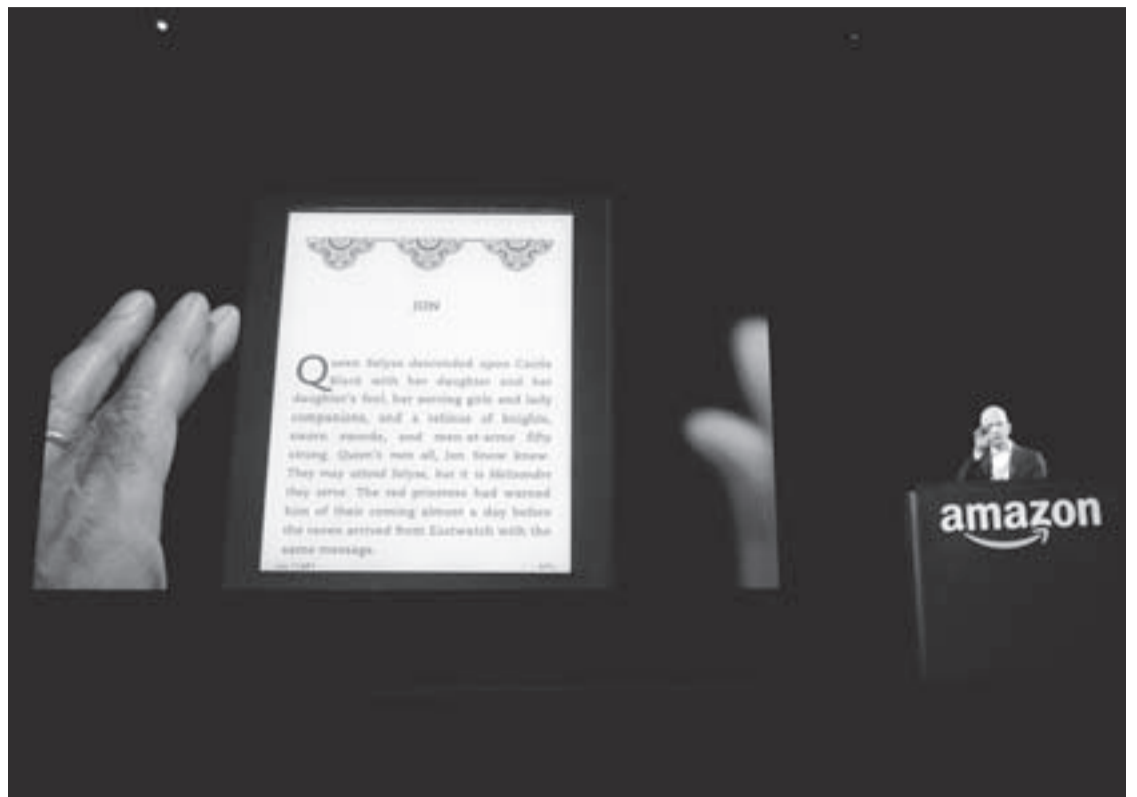 JON
Queen Selyse descended upon Castle
Black with her daughter and her
daughter's fool, her serving girls and lady
companions, and a retinue of knights,
sworn swords, and men-at-arms fifty
strong. Queen's men all, Jon Snow knew.
They may attend Selyse, but it is Melisandre
they serve. The red priestess had warned
him of their coming almost a day before
the raven arrived from Eastwatch with the
same message.
amazon